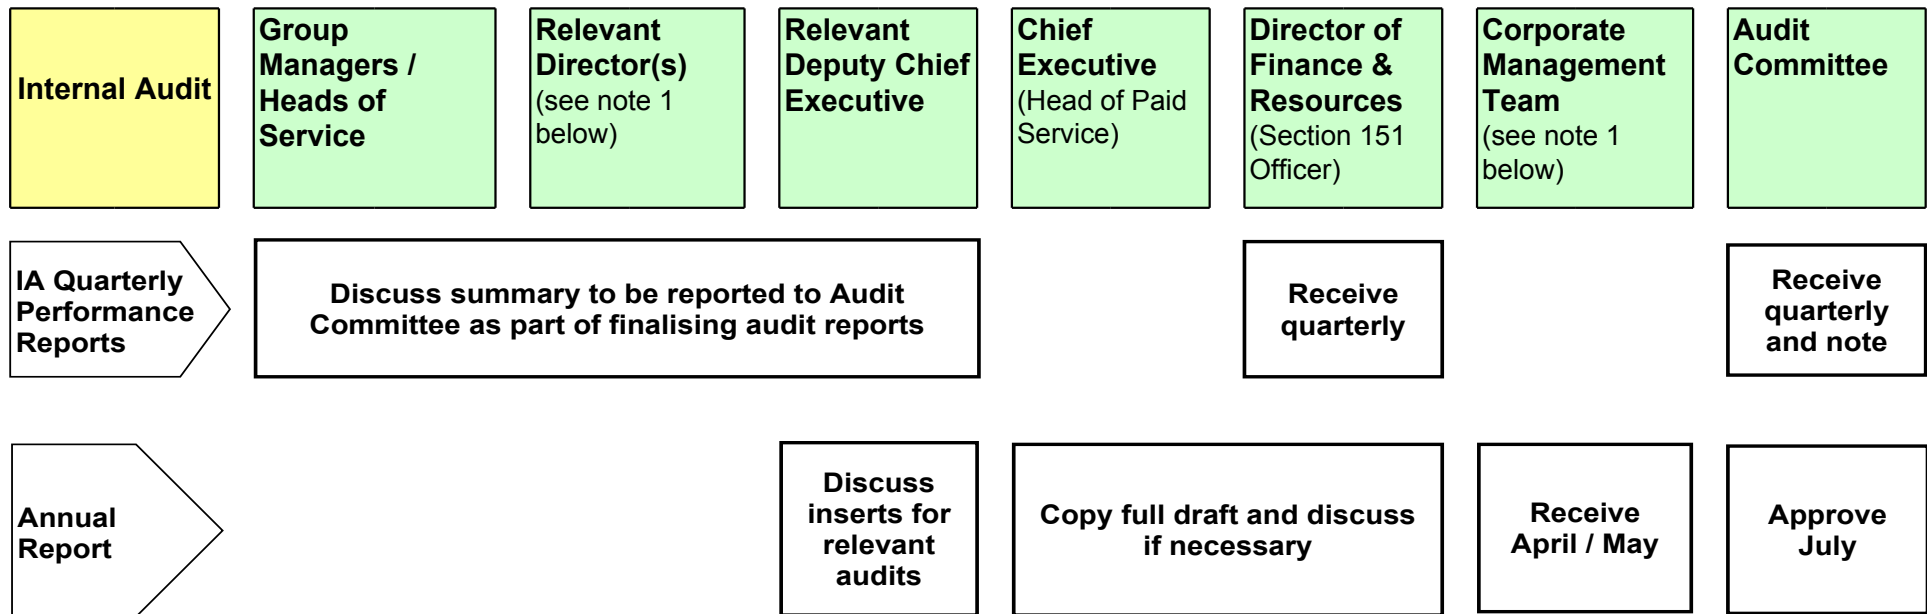 Internal Audit
Group
Managers /
Heads of
Service
Relevant
Director(s)
(see note 1
below)
Relevant
Deputy Chief
Executive
Chief
Executive
(Head of Paid
Service)
Director of
Finance &
Resources
(Section 151
Officer)
Corporate
Management
Team
(see note 1
below)
Audit
Committee
IA Quarterly
Performance
Reports
Discuss summary to be reported to Audit
Committee as part of finalising audit reports
Receive
quarterly
Receive
quarterly
and note
Annual
Report
Discuss
inserts for
relevant
audits
Copy full draft and discuss
if necessary
Receive
April / May
Approve
July